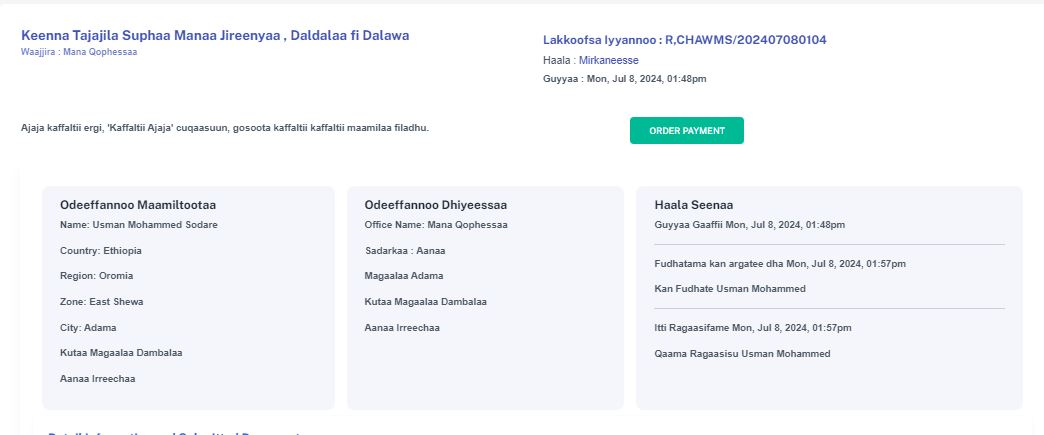 Keenna Tajajila Suphaa Manaa Jireenyaa , Daldalaa fi Dalawa
Waajjira : Mana Qophessaa
Lakkoofsa Iyyannoo : R,CHAWMS/202407080104
Haala : Mirkaneesse
Guyyaa : Mon, Jul 8, 2024, 01:48pm
Ajaja kaffaltii ergi, 'Kaffaltii Ajaja' cuqaasuun, gosoota kaffaltii kaffaltii maamilaa filadhu.
ORDER PAYMENT
Odeeffannoo Maamiltootaa
Name: Usman Mohammed Sodare
Country: Ethiopia
Region: Oromia
Zone: East Shewa
City: Adama
Kutaa Magaalaa Dambalaa
Aanaa Irreechaa
Odeeffannoo Dhiyeessaa
Office Name: Mana Qophessaa
Sadarkaa : Aanaa
Magaalaa Adama
Kutaa Magaalaa Dambalaa
Aanaa Irreechaa
Haala Seenaa
Guyyaa Gaaffii Mon, Jul 8, 2024, 01:48pm
Fudhatama kan argatee dha Mon, Jul 8, 2024, 01:57pm
Kan Fudhate Usman Mohammed
Itti Ragaasifame Mon, Jul 8, 2024, 01:57pm
Qaama Ragaasisu Usman Mohammed